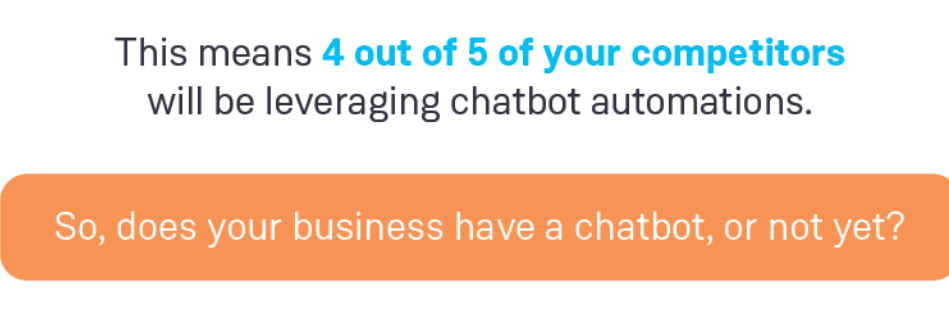 This means 4 out of 5 of your competitors
will be leveraging chatbot automations.
So, does your business have a chatbot, or not yet?